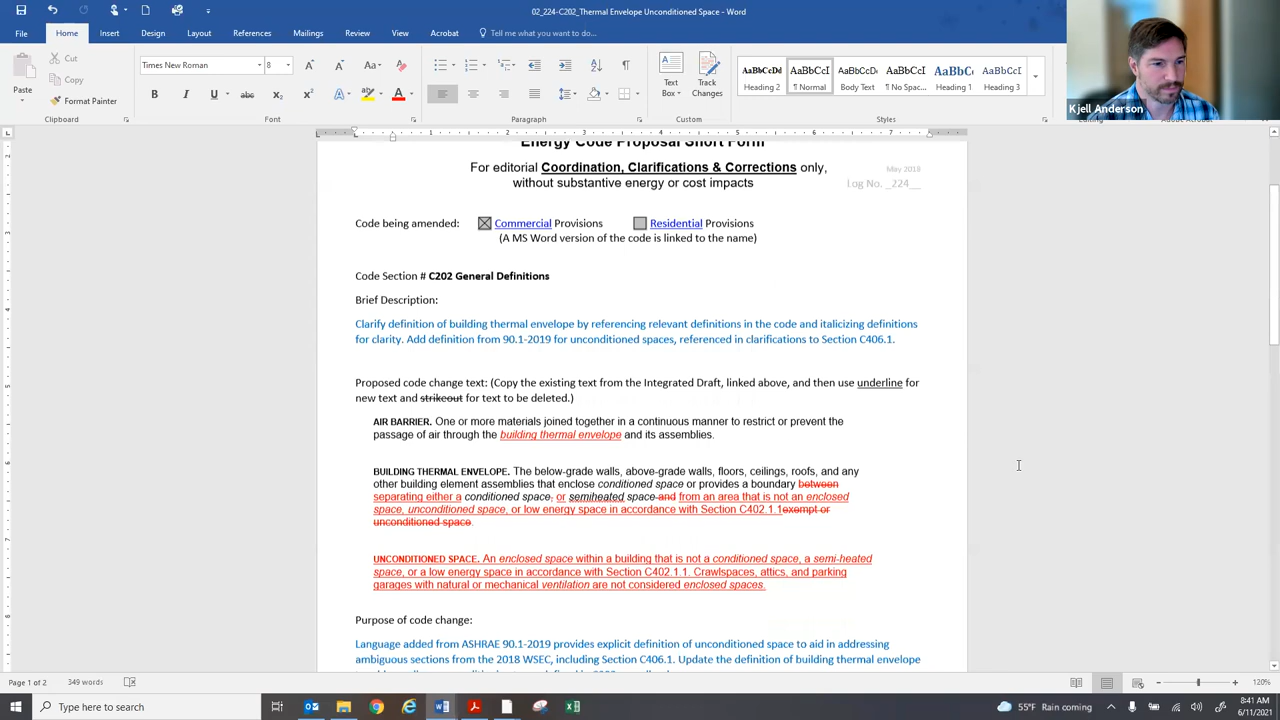 02_224-C202_Thermal Envelope Unconditioned Space - Word
File Home Insert Design Layout References Mailings Review View Acrobat Tell me what you want to do...
Paste
Cut
Copy
Format Painter
Clipboard
Times New Roman 8
Font
Paragraph
Text Box
Track Changes
Custom
AaBbCcDd AaBbCcI AaBbCcD AaBbCcI AaBbC AaBbCcI
Heading 2 ¶ Normal Body Text ¶ No Spac... Heading 1 Heading 3
Styles
Kjell Anderson
Energy Code Proposal Short Form
For editorial Coordination, Clarifications & Corrections only,
without substantive energy or cost impacts
May 2018
Log No. _224__
Code being amended: Commercial Provisions Residential Provisions
(A MS Word version of the code is linked to the name)
Code Section # C202 General Definitions
Brief Description:
Clarify definition of building thermal envelope by referencing relevant definitions in the code and italicizing definitions
for clarity. Add definition from 90.1-2019 for unconditioned spaces, referenced in clarifications to Section C406.1.
Proposed code change text: (Copy the existing text from the Integrated Draft, linked above, and then use underline for
new text and strikeout for text to be deleted.)
AIR BARRIER. One or more materials joined together in a continuous manner to restrict or prevent the
passage of air through the building thermal envelope and its assemblies.
BUILDING THERMAL ENVELOPE. The below-grade walls, above-grade walls, floors, ceilings, roofs, and any
other building element assemblies that enclose conditioned space or provides a boundary between
separating either a conditioned space, or semiheated space and from an area that is not an enclosed
space, unconditioned space, or low energy space in accordance with Section C402.1.1exempt or
unconditioned space.
UNCONDITIONED SPACE. An enclosed space within a building that is not a conditioned space, a semi-heated
space, or a low energy space in accordance with Section C402.1.1. Crawlspaces, attics, and parking
garages with natural or mechanical ventilation are not considered enclosed spaces.
Purpose of code change:
Language added from ASHRAE 90.1-2019 provides explicit definition of unconditioned space to aid in addressing
ambiguous sections from the 2018 WSEC, including Section C406.1. Update the definition of building thermal envelope
Page 1 of 2 349 words 120%
Type here to search
55°F Raining
8:41 AM
6/11/2021